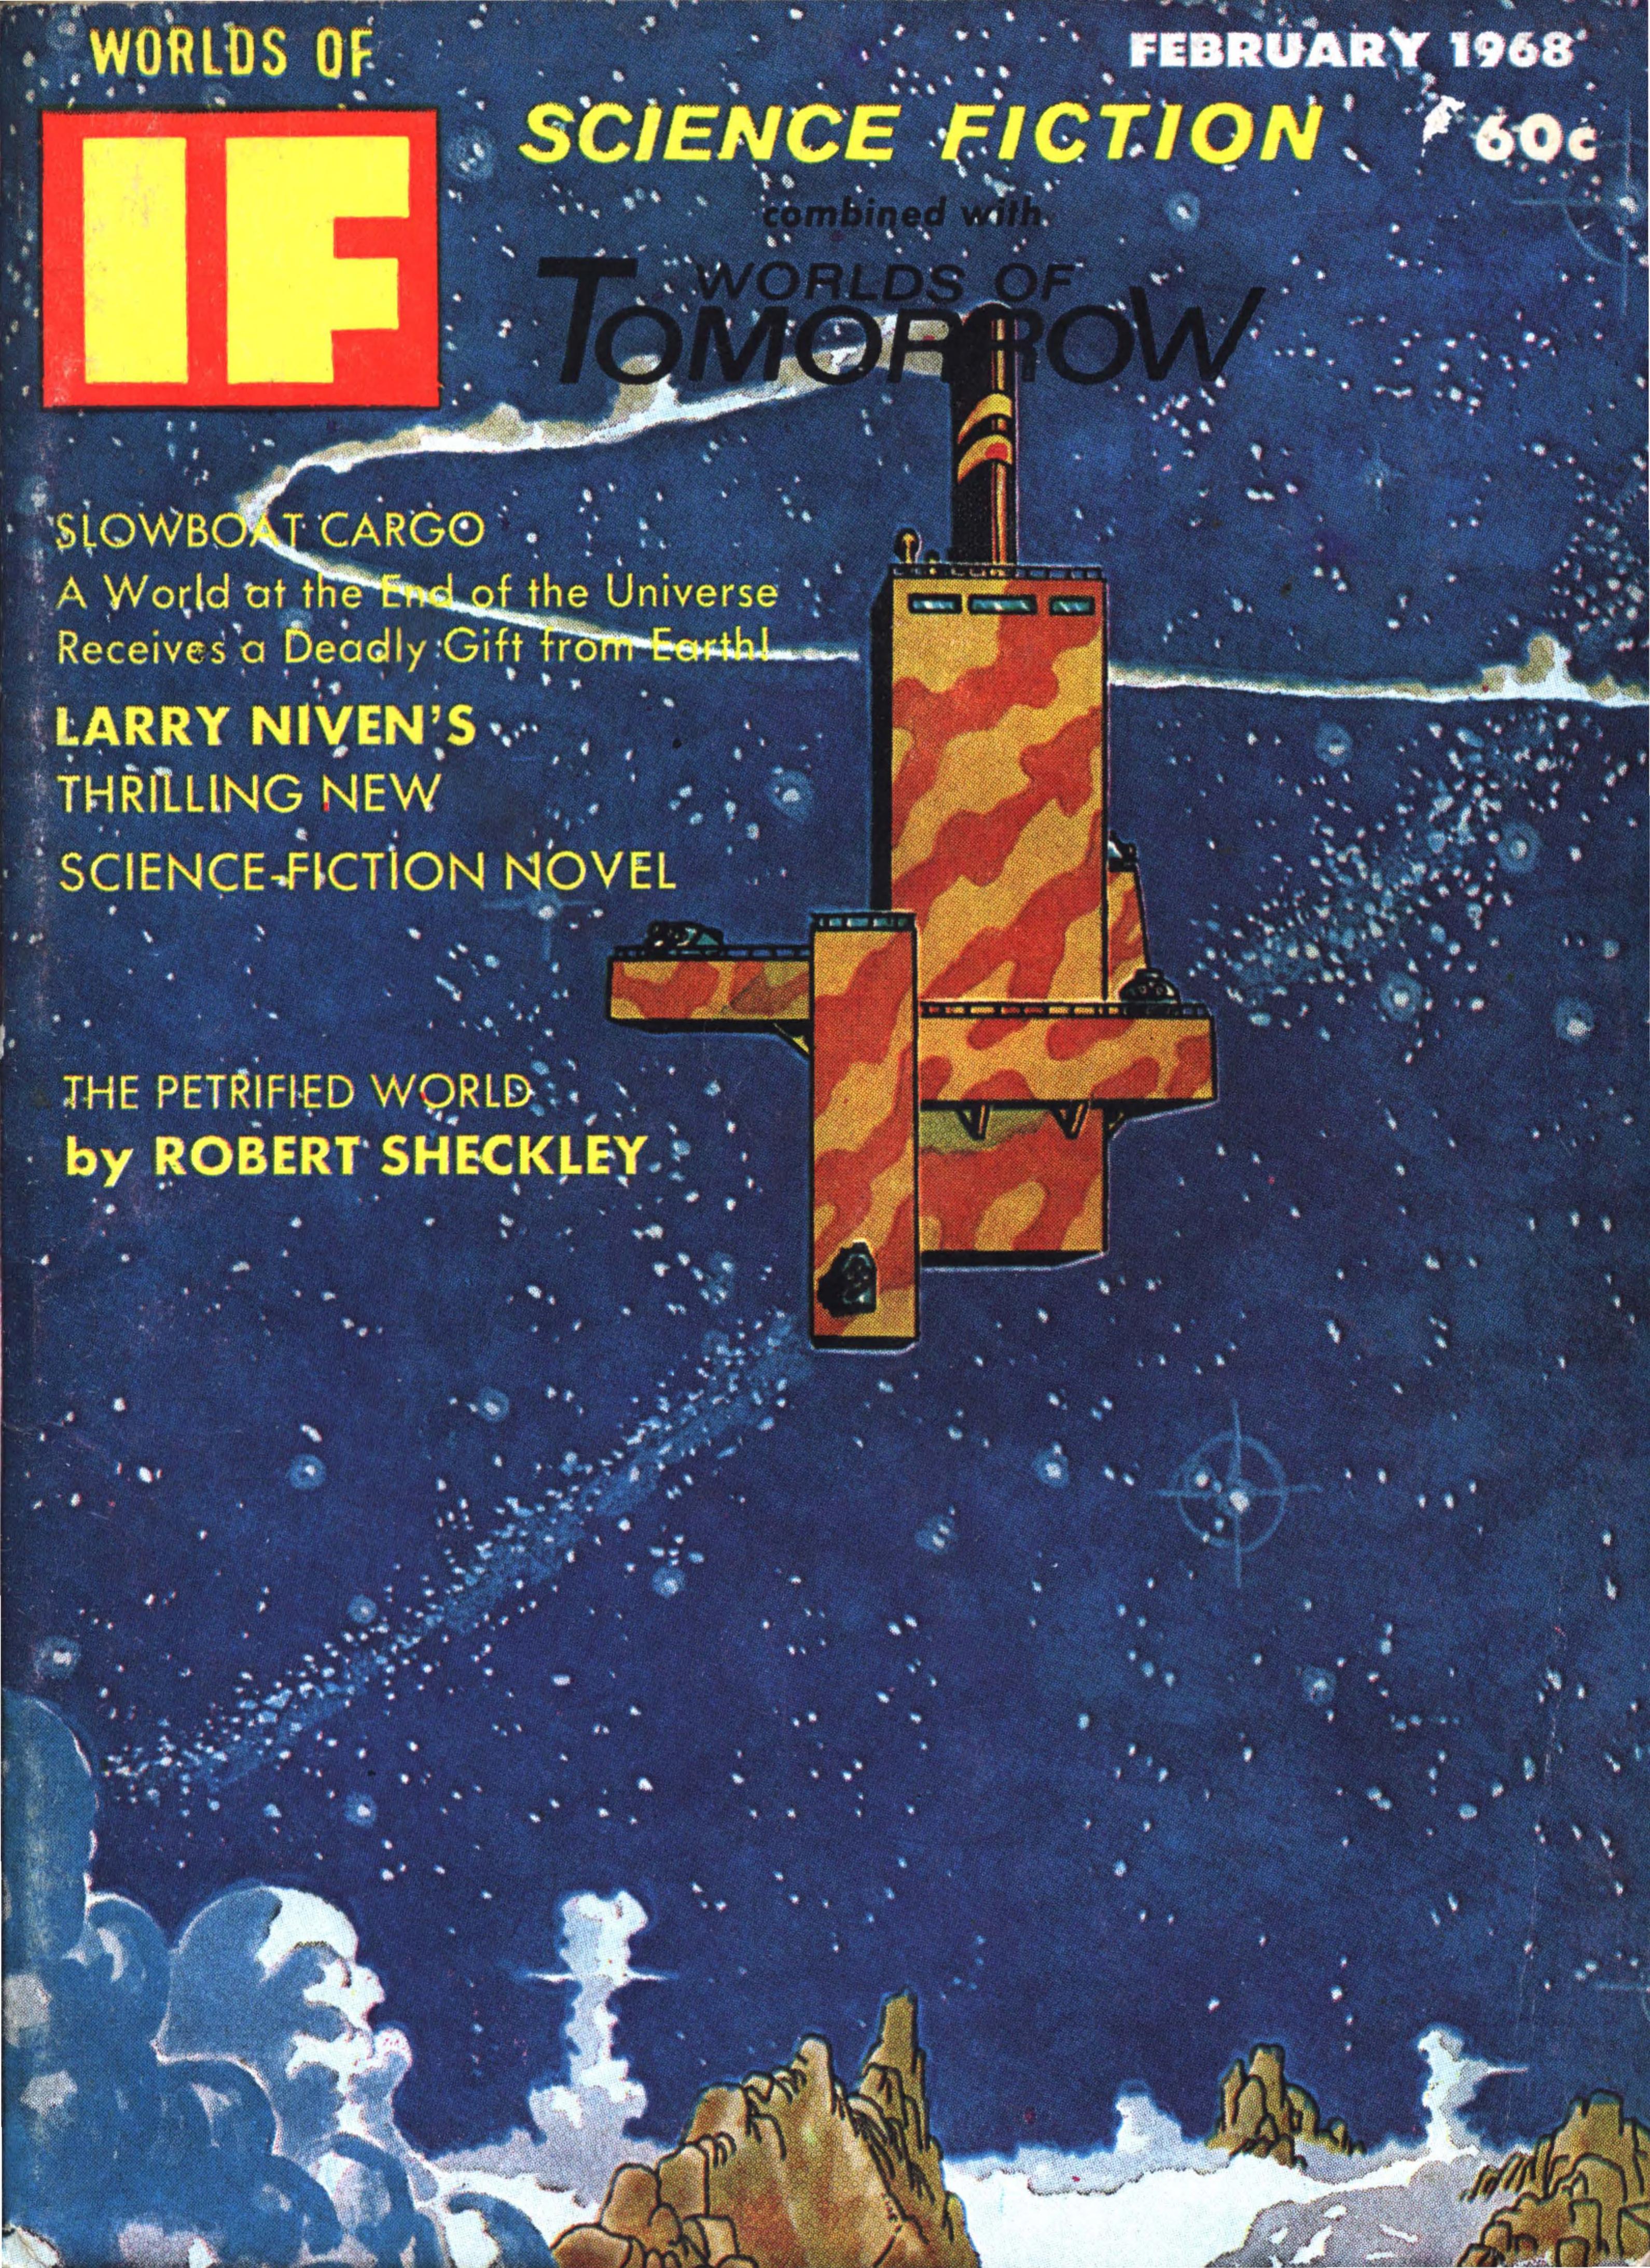 WORLDS OF
IF
FEBRUARY 1968
SCIENCE FICTION
60c
combined with
WORLDS OF
TOMORROW
SLOWBOAT CARGO
A World at the End of the Universe
Receives a Deadly Gift from Earth!
LARRY NIVEN'S
THRILLING NEW
SCIENCE-FICTION NOVEL
THE PETRIFIED WORLD
by ROBERT SHECKLEY